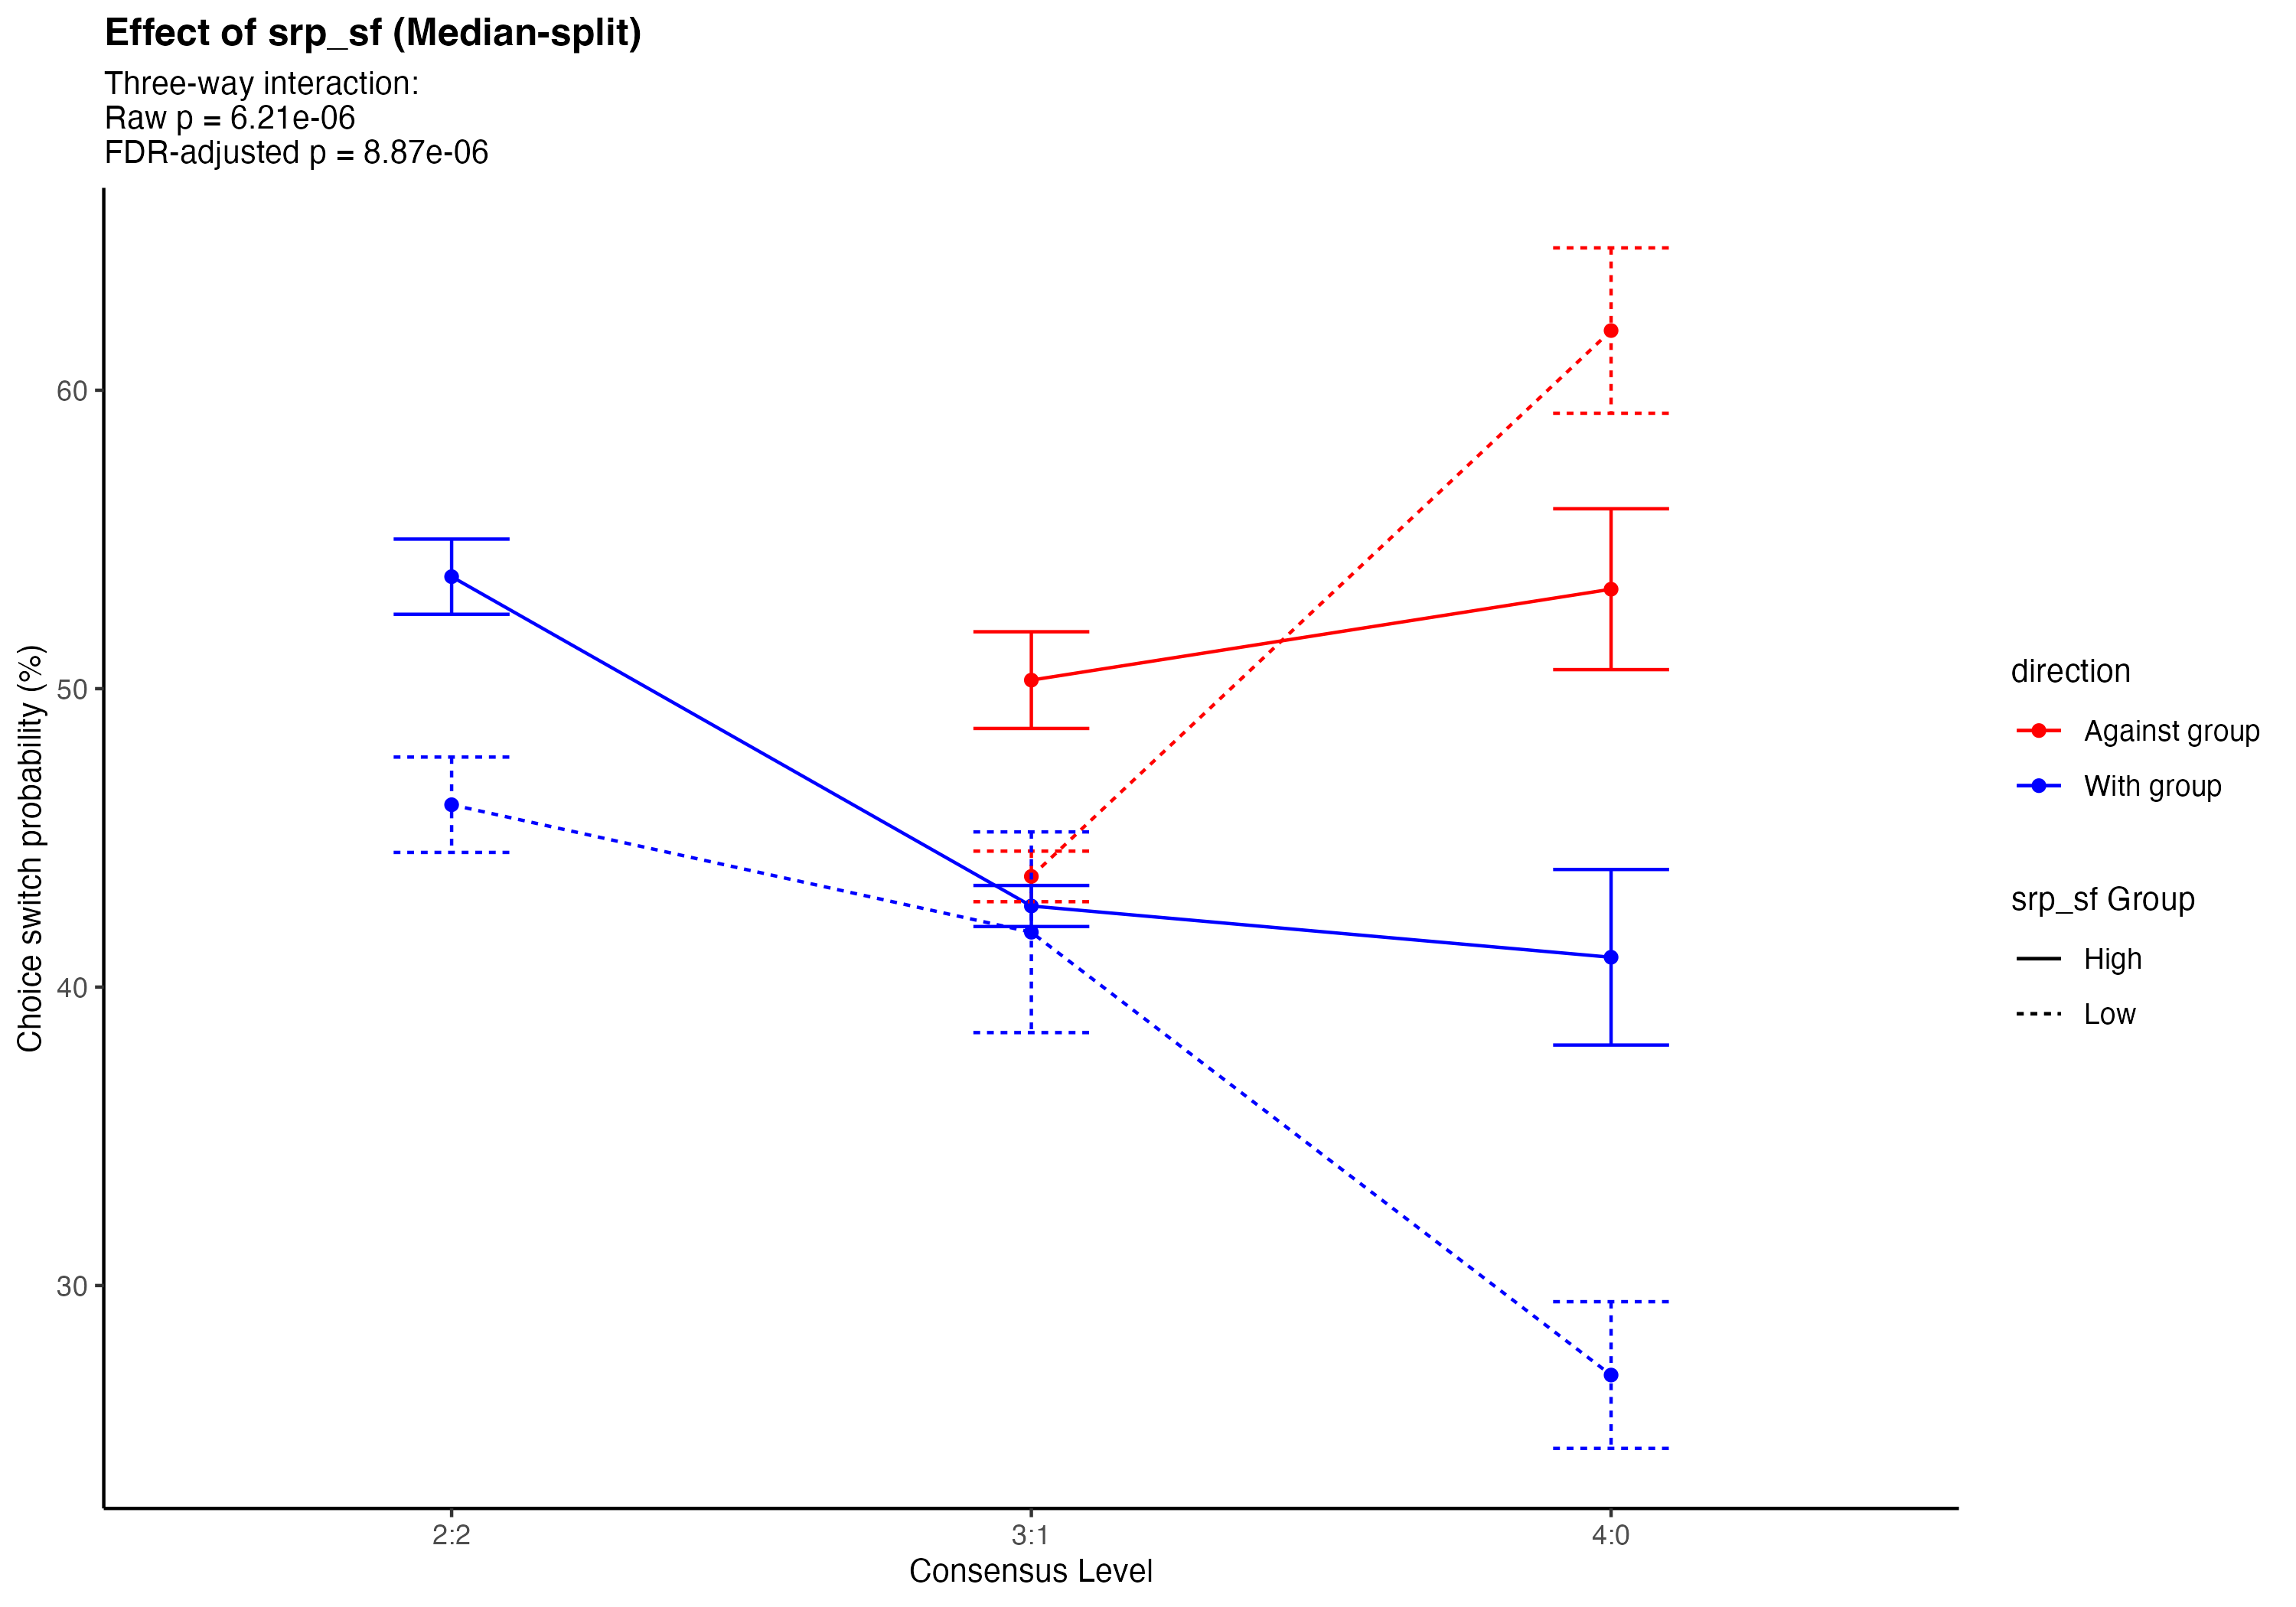 Effect of srp_sf (Median-split)
Three-way interaction:
Raw p = 6.21e-06
FDR-adjusted p = 8.87e-06
Choice switch probability (%)
60
50
40
30
2:2
3:1
4:0
Consensus Level
direction
Against group
With group
srp_sf Group
High
Low